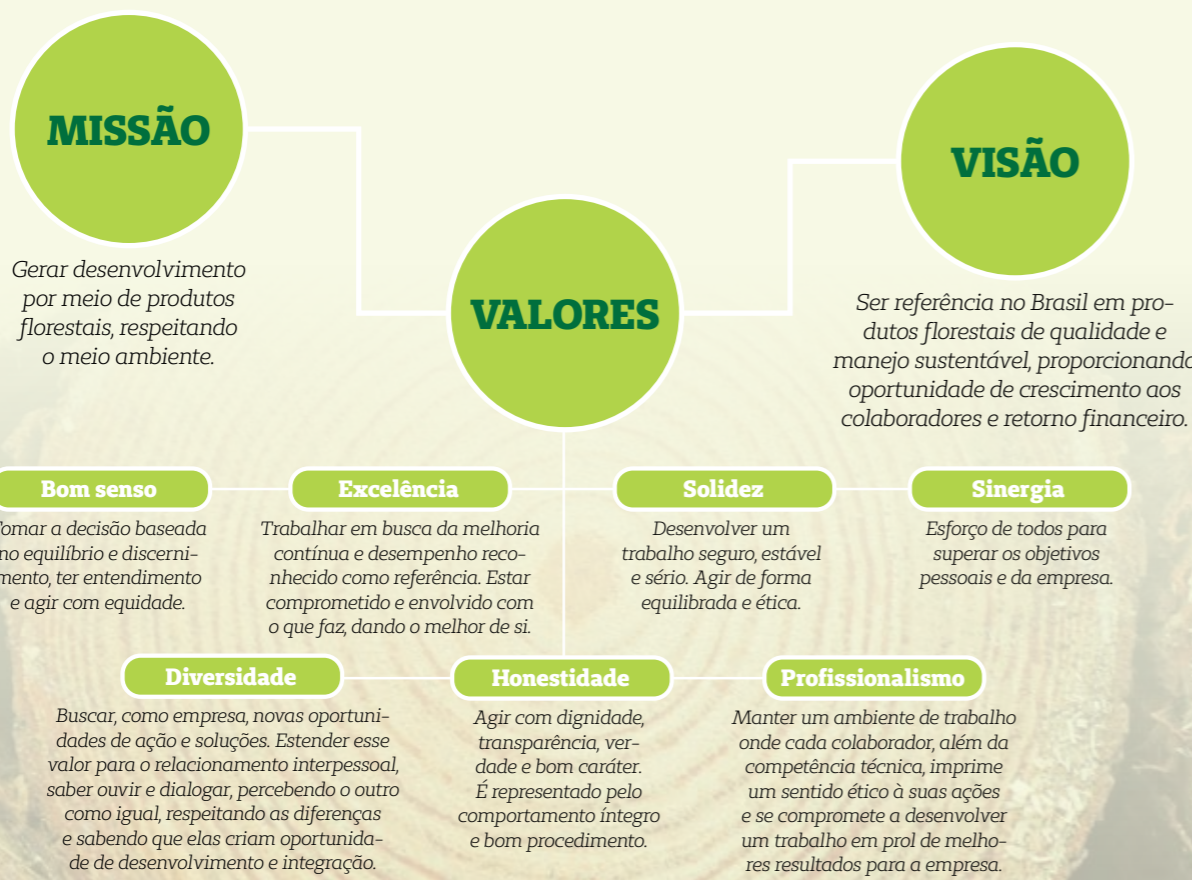 MISSÃO
Gerar desenvolvimento
por meio de produtos
florestais, respeitando
o meio ambiente.
VALORES
VISÃO
Ser referência no Brasil em pro-
dutos florestais de qualidade e
manejo sustentável, proporcionando
oportunidade de crescimento aos
colaboradores e retorno financeiro.
Bom senso
Tomar a decisão baseada
no equilíbrio e discerni-
mento, ter entendimento
e agir com equidade.
Excelência
Trabalhar em busca da melhoria
contínua e desempenho reco-
nhecido como referência. Estar
comprometido e envolvido com
o que faz, dando o melhor de si.
Solidez
Desenvolver um
trabalho seguro, estável
e sério. Agir de forma
equilibrada e ética.
Sinergia
Esforço de todos para
superar os objetivos
pessoais e da empresa.
Diversidade
Buscar, como empresa, novas oportuni-
dades de ação e soluções. Estender esse
valor para o relacionamento interpessoal,
saber ouvir e dialogar, percebendo o outro
como igual, respeitando as diferenças
e sabendo que elas criam oportunida-
de de desenvolvimento e integração.
Honestidade
Agir com dignidade,
transparência, ver-
dade e bom caráter.
É representado pelo
comportamento íntegro
e bom procedimento.
Profissionalismo
Manter um ambiente de trabalho
onde cada colaborador, além da
competência técnica, imprime
um sentido ético à suas ações
e se compromete a desenvolver
um trabalho em prol de melho-
res resultados para a empresa.